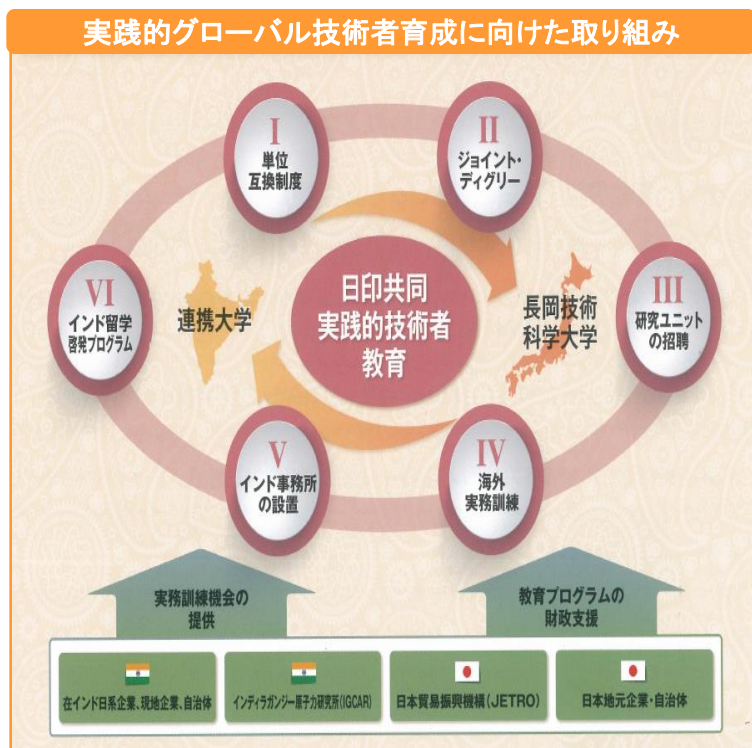 実践的グローバル技術者育成に向けた取り組み
I
単位
互換制度
II
ジョイント・
ディグリー
VI
インド留学
啓発プログラム
連携大学
日印共同
実践的技術者
教育
長岡技術
科学大学
III
研究ユニット
の招聘
V
インド事務所
の設置
IV
海外
実務訓練
実務訓練機会の
提供
教育プログラムの
財政支援
在インド日系企業、現地企業、自治体
インディラガンジー原子力研究所(IGCAR)
日本貿易振興機構(JETRO)
日本地元企業・自治体